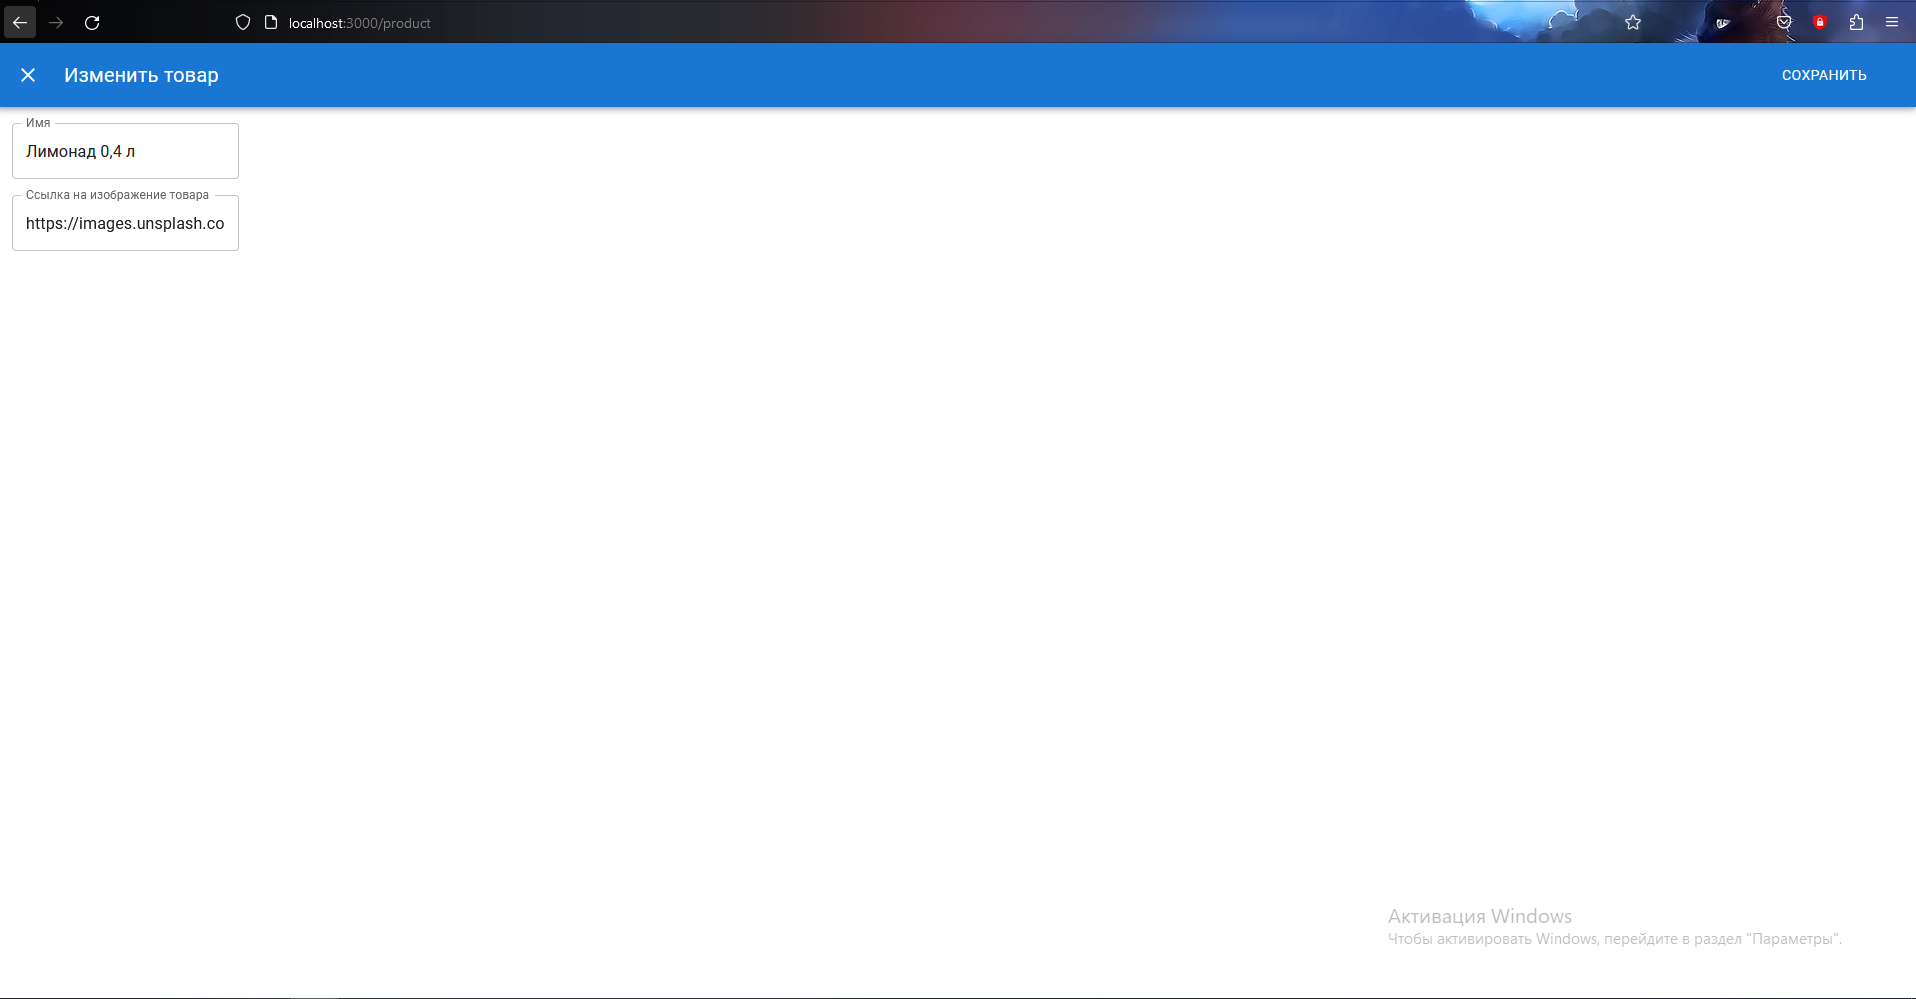 localhost:3000/product
Изменить товар
СОХРАНИТЬ
Имя
Лимонад 0,4 л
Ссылка на изображение товара
https://images.unsplash.co
Активация Windows
Чтобы активировать Windows, перейдите в раздел "Параметры".